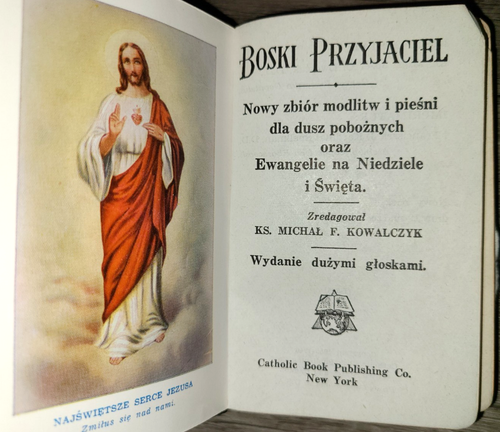 NAJŚWIĘTSZE SERCE JEZUSA
Zmiłuj się nad nami.
BOSKI PRZYJACIEL
Nowy zbiór modlitw i pieśni
dla dusz pobożnych
oraz
Ewangelie na Niedziele
i Święta.
Zredagował
KS. MICHAŁ F. KOWALCZYK
Wydanie dużymi głoskami.
Catholic Book Publishing Co.
New York